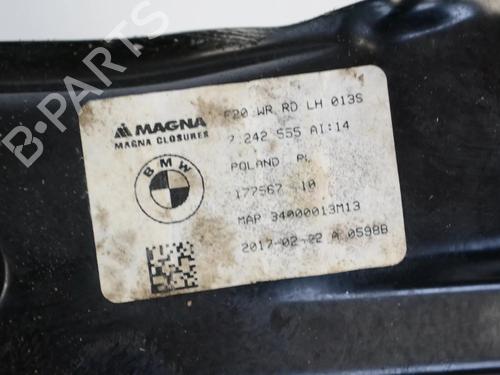 B-PARTS
MAGNA
MAGNA CLOSURES
BMW
F20 WR RD LH 013S
7 242 555 AI:14
POLAND PL
177567 10
MAP 34000013M13
2017-02-22 A 0598B